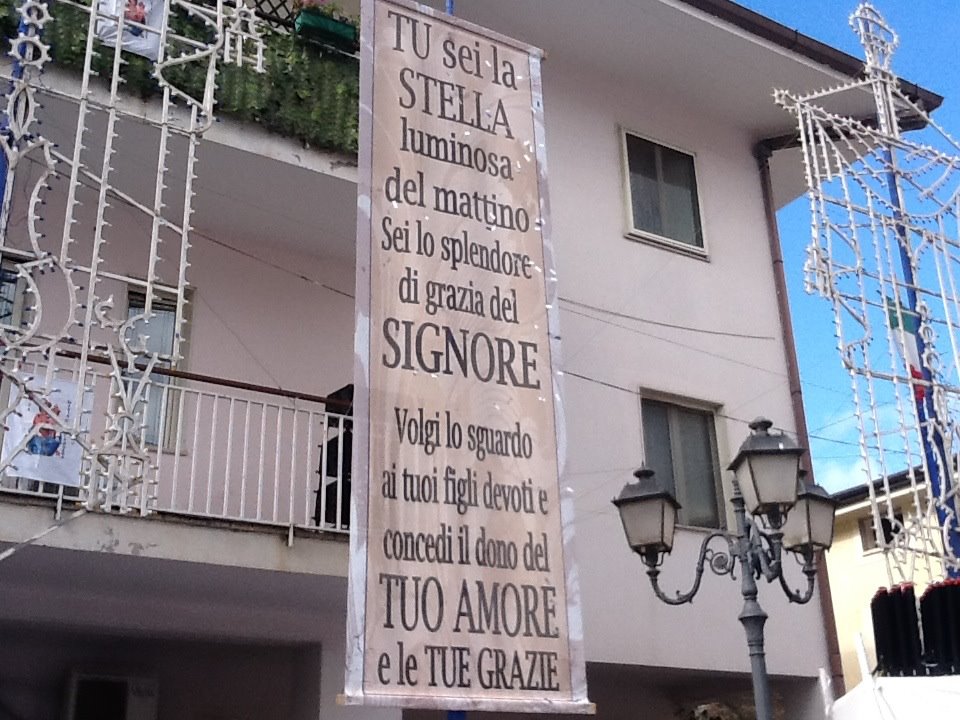 TU sei la
STELLA
luminosa
del mattino
Sei lo splendore
di grazia del
SIGNORE
Volgi lo sguardo
ai tuoi figli devoti e
concedi il dono del
TUO AMORÈ
e le TUE GRAZIE